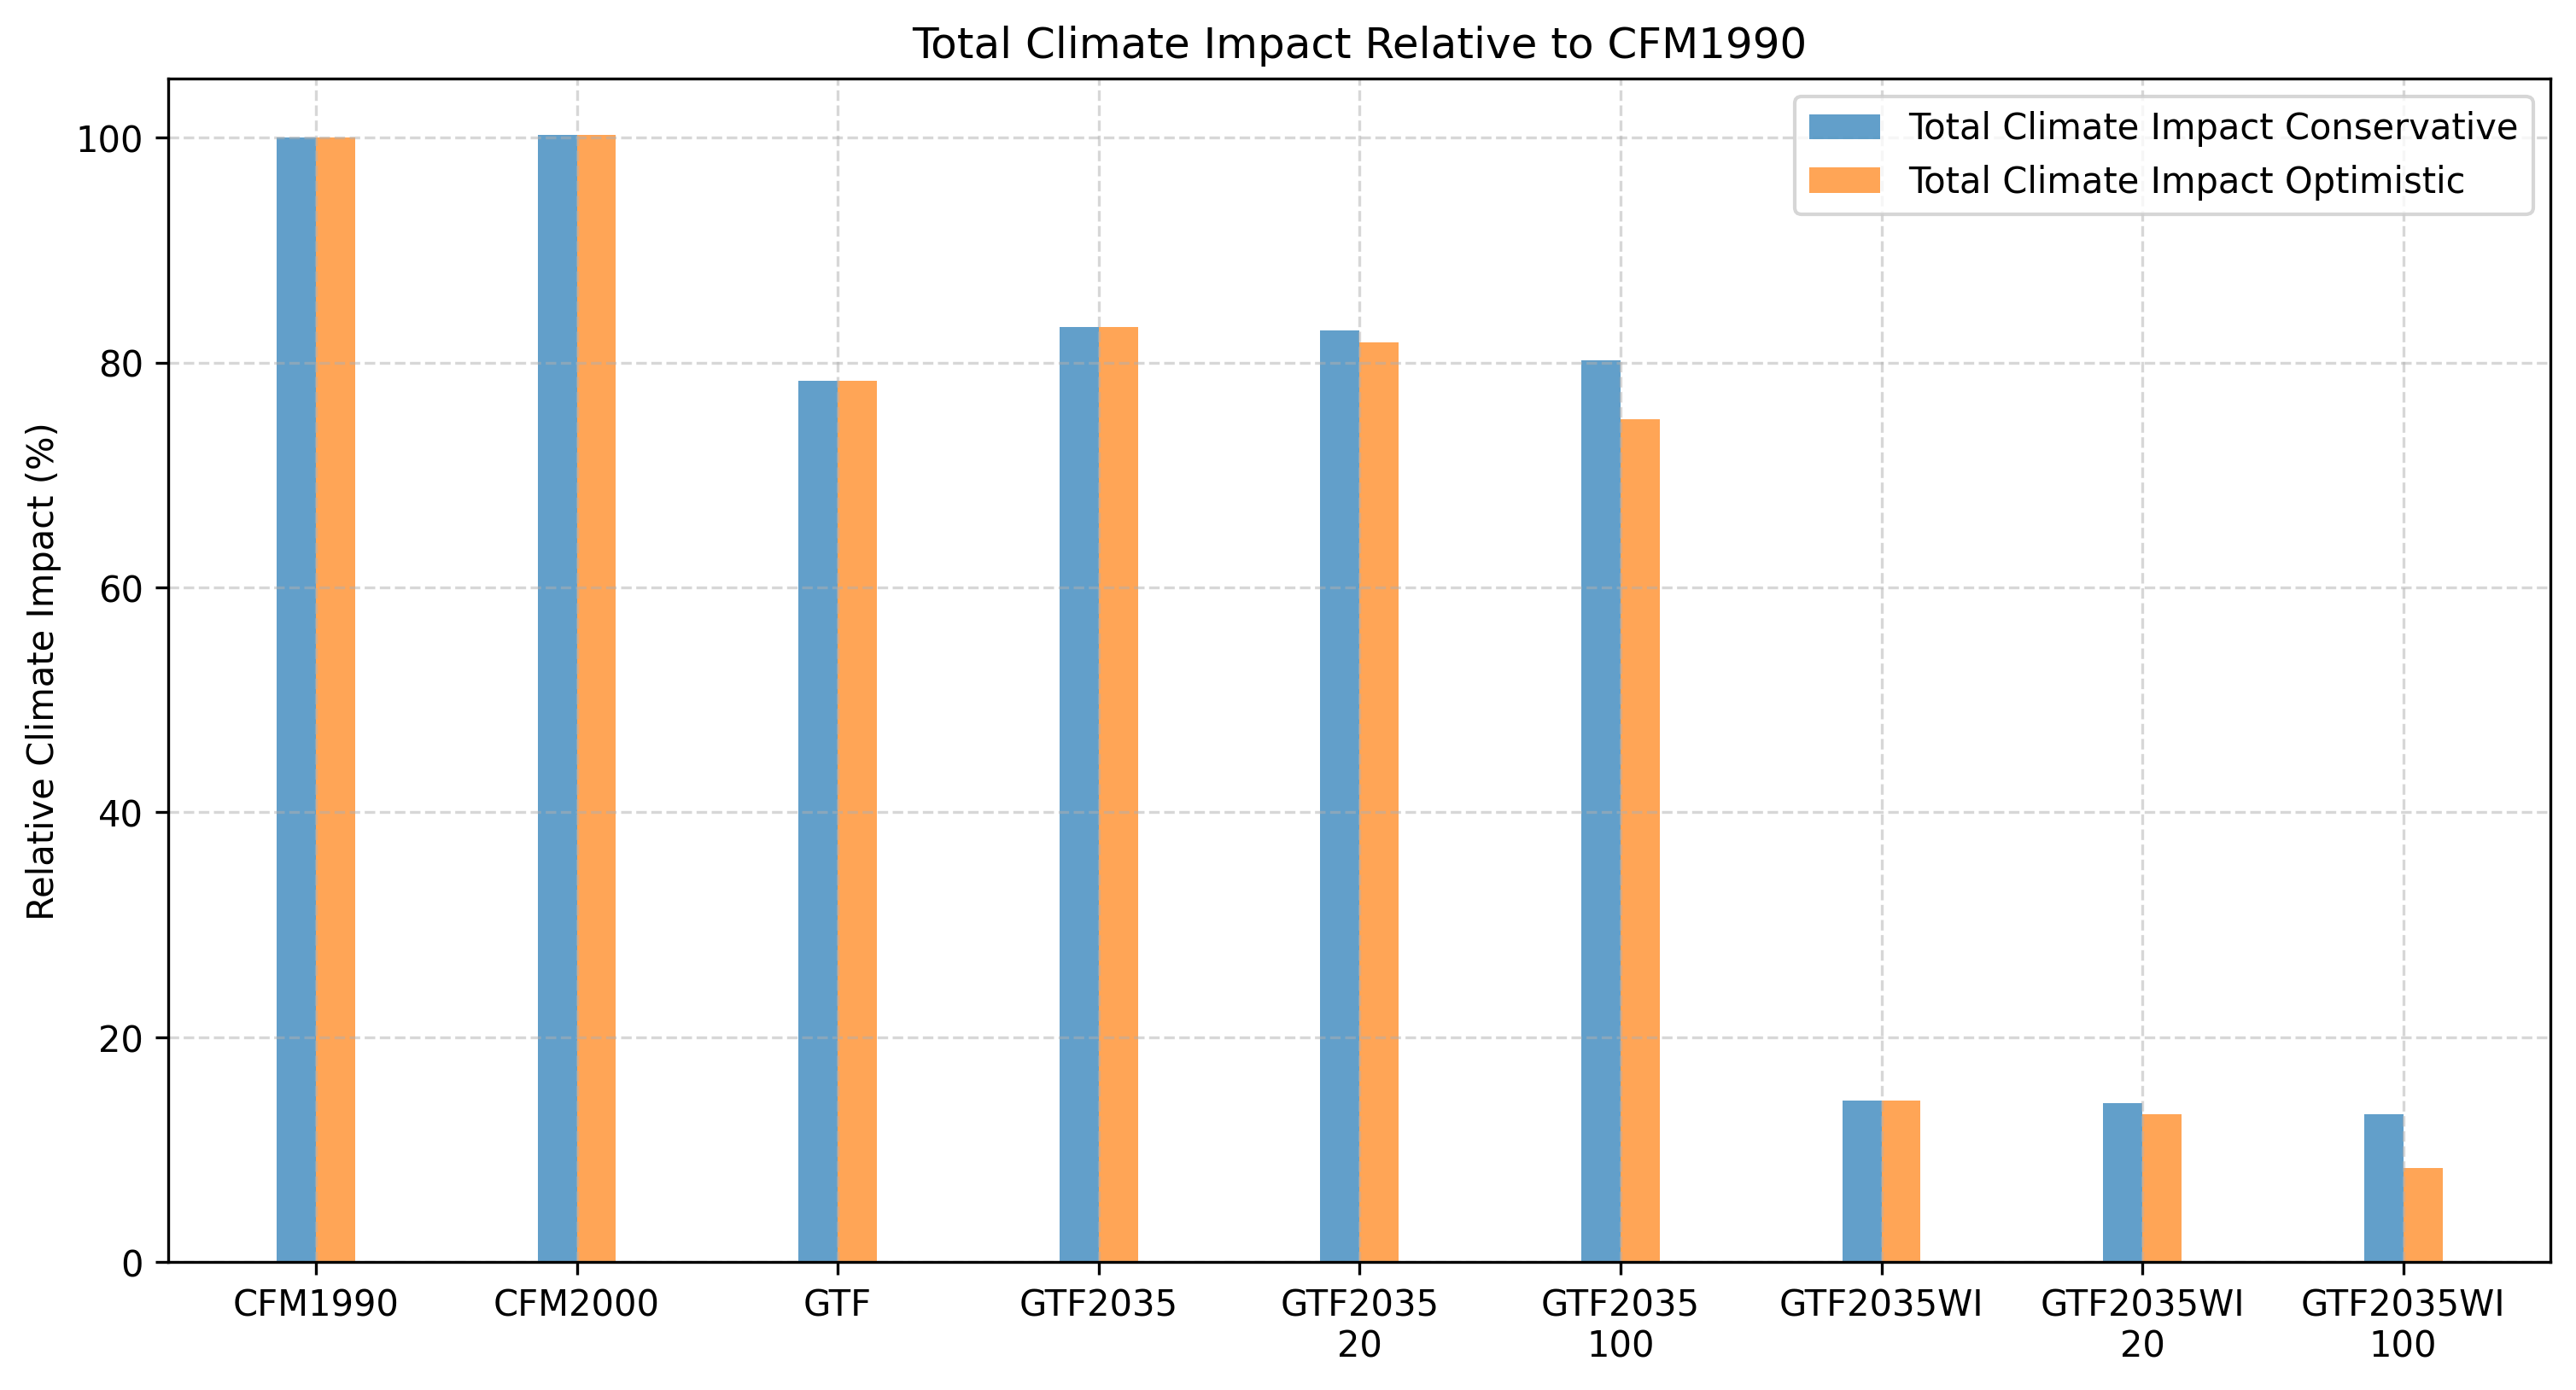 Total Climate Impact Relative to CFM1990
Total Climate Impact Conservative
Total Climate Impact Optimistic
Relative Climate Impact (%)
100
80
60
40
20
0
CFM1990
CFM2000
GTF
GTF2035
GTF2035
20
GTF2035
100
GTF2035WI
GTF2035WI
20
GTF2035WI
100